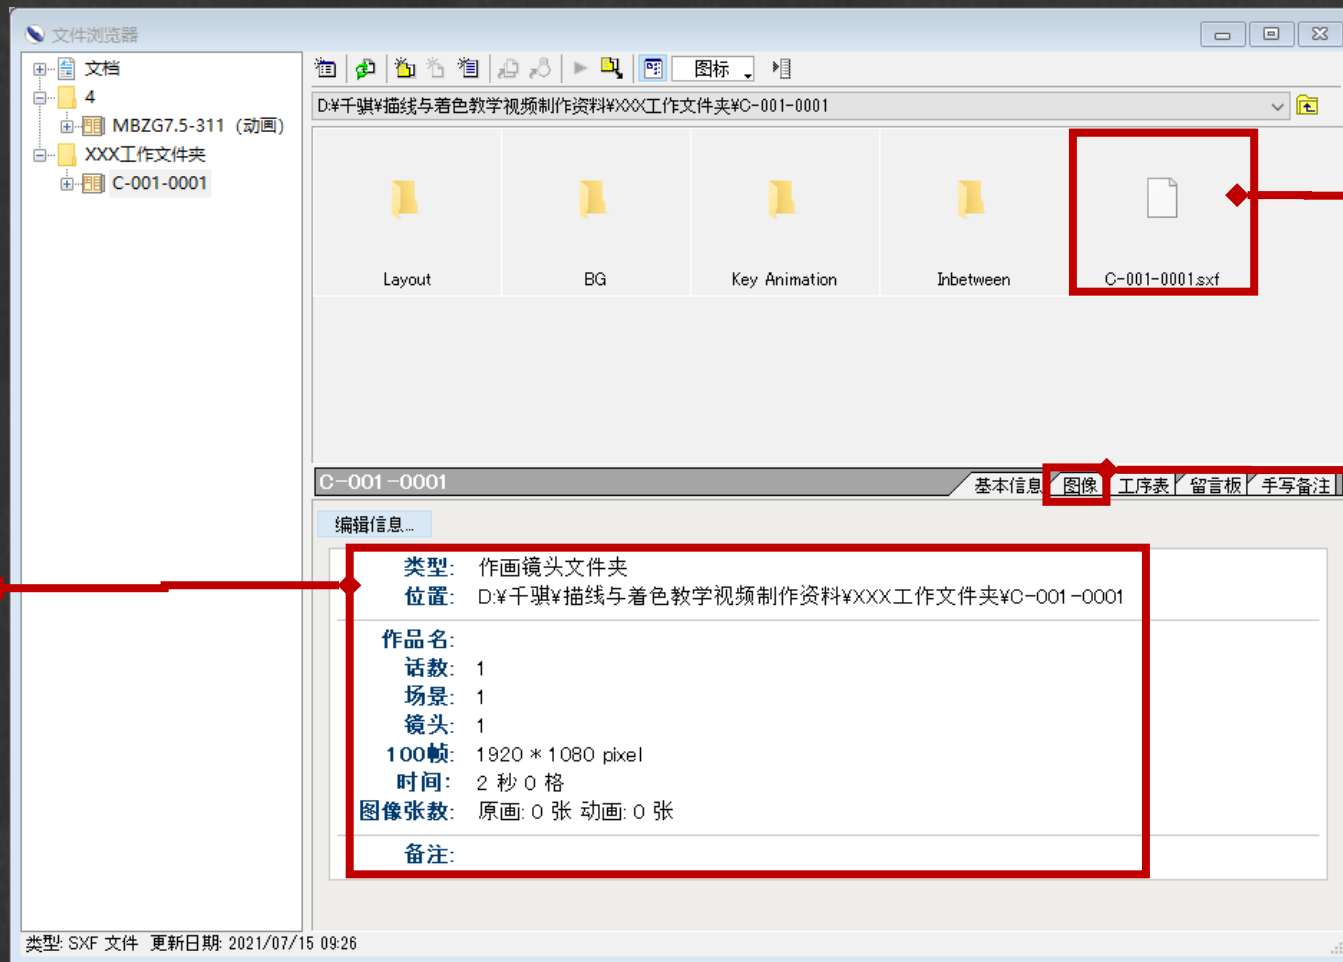 文件浏览器
文档
4
MBZG7.5-311 (动画)
XXX工作文件夹
C-001-0001
图标
D:¥千骐¥描线与着色教学视频制作资料¥XXX工作文件夹¥C-001-0001
Layout
BG
Key Animation
Inbetween
C-001-0001.sxf
C-001-0001
基本信息
图像
工序表
留言板
手写备注
编辑信息...
类型: 作画镜头文件夹
位置: D:¥千骐¥描线与着色教学视频制作资料¥XXX工作文件夹¥C-001-0001
作品名:
话数: 1
场景: 1
镜头: 1
100帧: 1920 * 1080 pixel
时间: 2 秒 0 格
图像张数: 原画: 0 张 动画: 0 张
备注:
类型: SXF 文件 更新日期: 2021/07/15 09:26